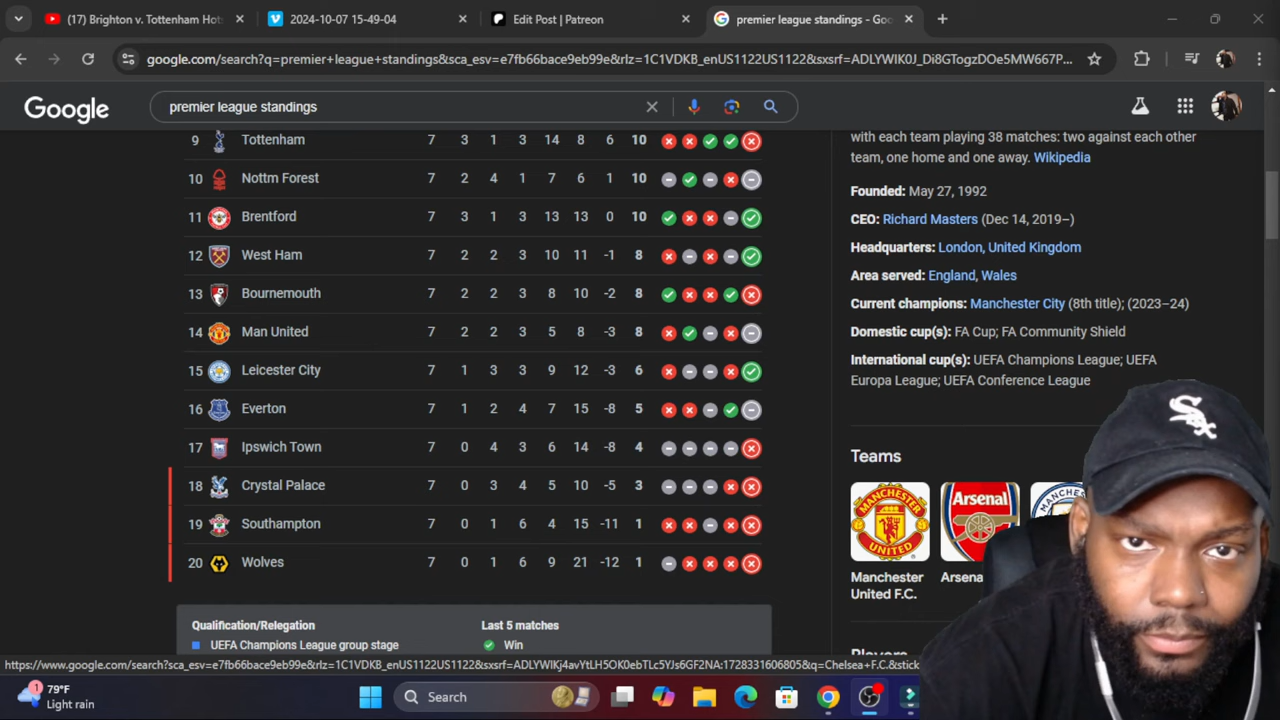 (17) Brighton v. Tottenham Hot
2024-10-07 15-49-04
Edit Post | Patreon
premier league standings - Goo
google.com/search?q=premier+league+standings&sca_esv=e7fb66bace9eb99e&rlz=1C1VDKB_enUS1122US1122&sxsrf=ADLYWIK0J_Di8GTogzDOe5MW667P...
Google
premier league standings
9 Tottenham 7 3 1 3 14 8 6 10
10 Nottm Forest 7 2 4 1 7 6 1 10
11 Brentford 7 3 1 3 13 13 0 10
12 West Ham 7 2 2 3 10 11 -1 8
13 Bournemouth 7 2 2 3 8 10 -2 8
14 Man United 7 2 2 3 5 8 -3 8
15 Leicester City 7 1 3 3 9 12 -3 6
16 Everton 7 1 2 4 7 15 -8 5
17 Ipswich Town 7 0 4 3 6 14 -8 4
18 Crystal Palace 7 0 3 4 5 10 -5 3
19 Southampton 7 0 1 6 4 15 -11 1
20 Wolves 7 0 1 6 9 21 -12 1
Qualification/Relegation
Last 5 matches
UEFA Champions League group stage
Win
with each team playing 38 matches: two against each other
team, one home and one away. Wikipedia
Founded: May 27, 1992
CEO: Richard Masters (Dec 14, 2019–)
Headquarters: London, United Kingdom
Area served: England, Wales
Current champions: Manchester City (8th title); (2023–24)
Domestic cup(s): FA Cup; FA Community Shield
International cup(s): UEFA Champions League; UEFA
Europa League; UEFA Conference League
Teams
MANCHESTER
UNITED
Arsenal
Manchester
United F.C.
Arsena
Players
Sox
https://www.google.com/search?sca_esv=e7fb66bace9eb99e&rlz=1C1VDKB_enUS1122US1122&sxsrf=ADLYWIKj4avYtLH5OK0ebTLc5YJs6GF2NA:1728331606805&q=Chelsea+F.C.&stick
1
79°F
Light rain
Search